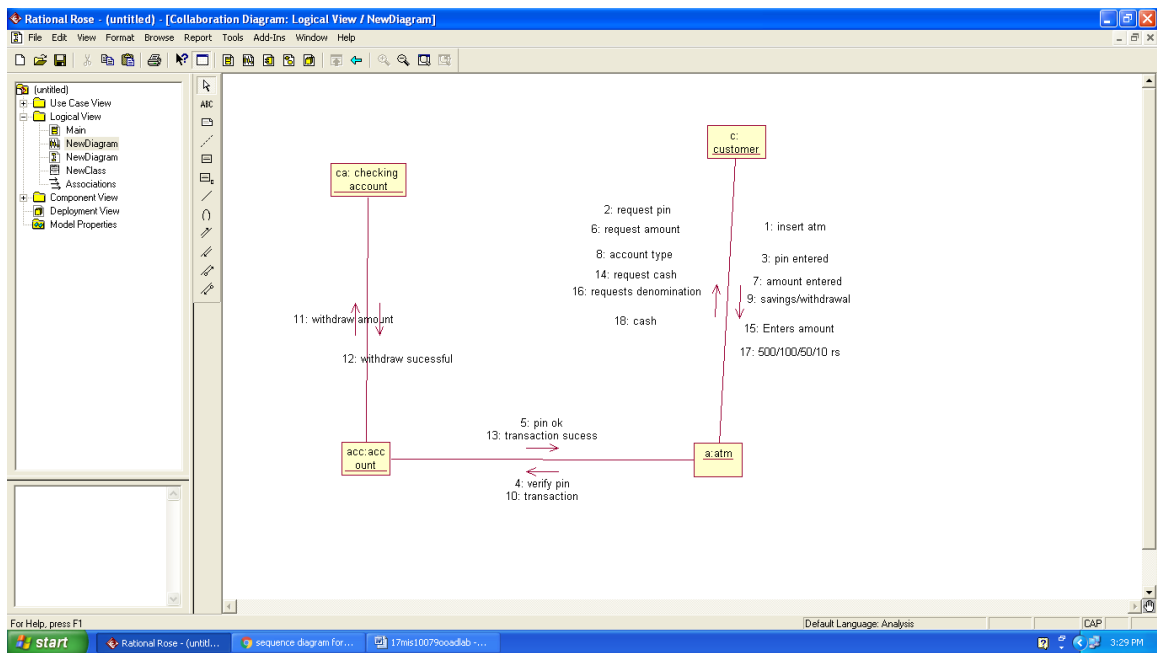 Rational Rose - (untitled) - [Collaboration Diagram: Logical View / NewDiagram]
File Edit View Format Browse Report Tools Add-Ins Window Help
(untitled)
Use Case View
Logical View
Main
NewDiagram
NewDiagram
NewClass
Associations
Component View
Deployment View
Model Properties
ABC
c:
customer
ca: checking
account
2: request pin
6: request amount
8: account type
14: request cash
16: requests denomination
18: cash
1: insert atm
3: pin entered
7: amount entered
9: savings/withdrawal
15: Enters amount
17: 500/100/50/10 rs
11: withdraw amount
12: withdraw sucessful
5: pin ok
13: transaction sucess
acc:acc
ount
a:atm
4: verify pin
10: transaction
For Help, press F1
Default Language: Analysis
CAP
start
Rational Rose - (untitl...
sequence diagram for...
17mis10079ooadlab -...
3:29 PM